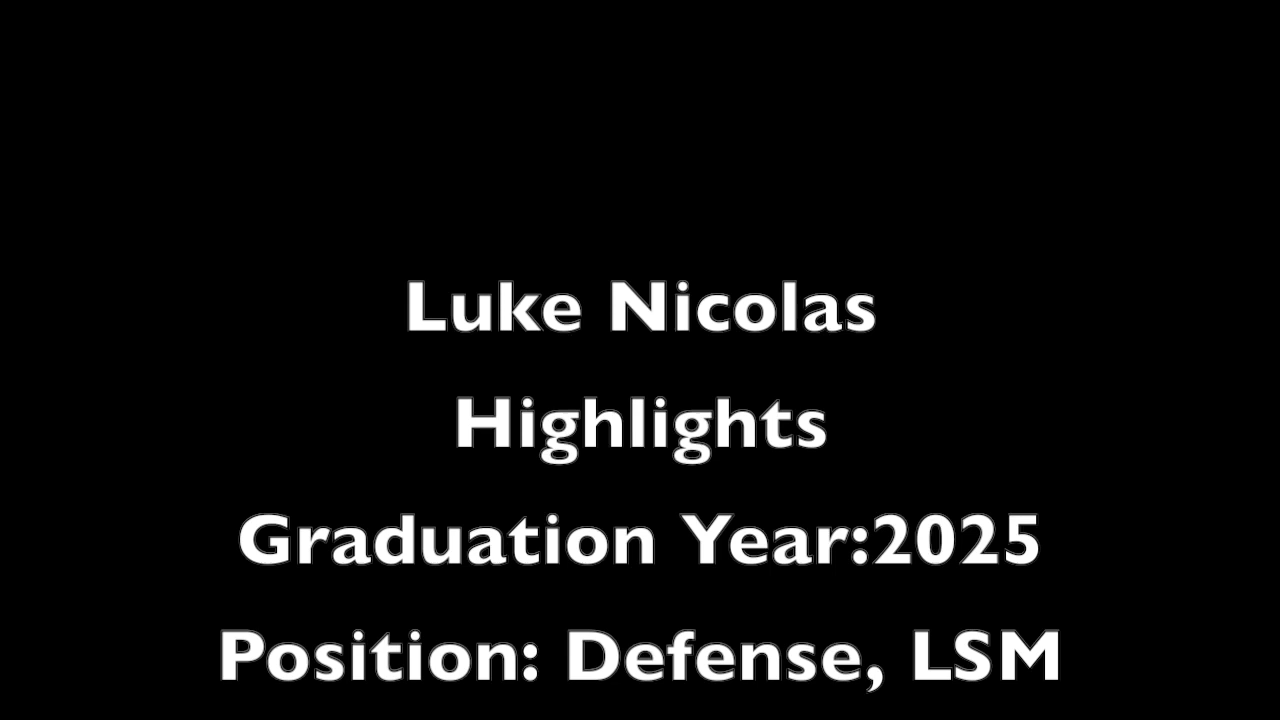 Luke Nicolas
Highlights
Graduation Year:2025
Position: Defense, LSM